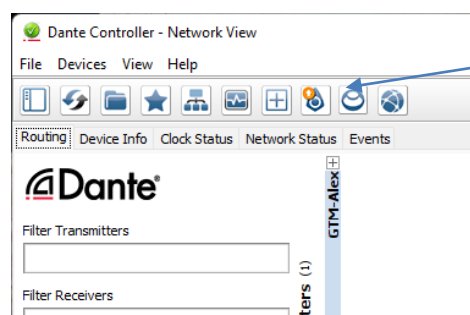 Dante Controller - Network View
File Devices View Help
Routing Device Info Clock Status Network Status Events
Dante®
Filter Transmitters
Filter Receivers
GTM-Alex
ters (1)